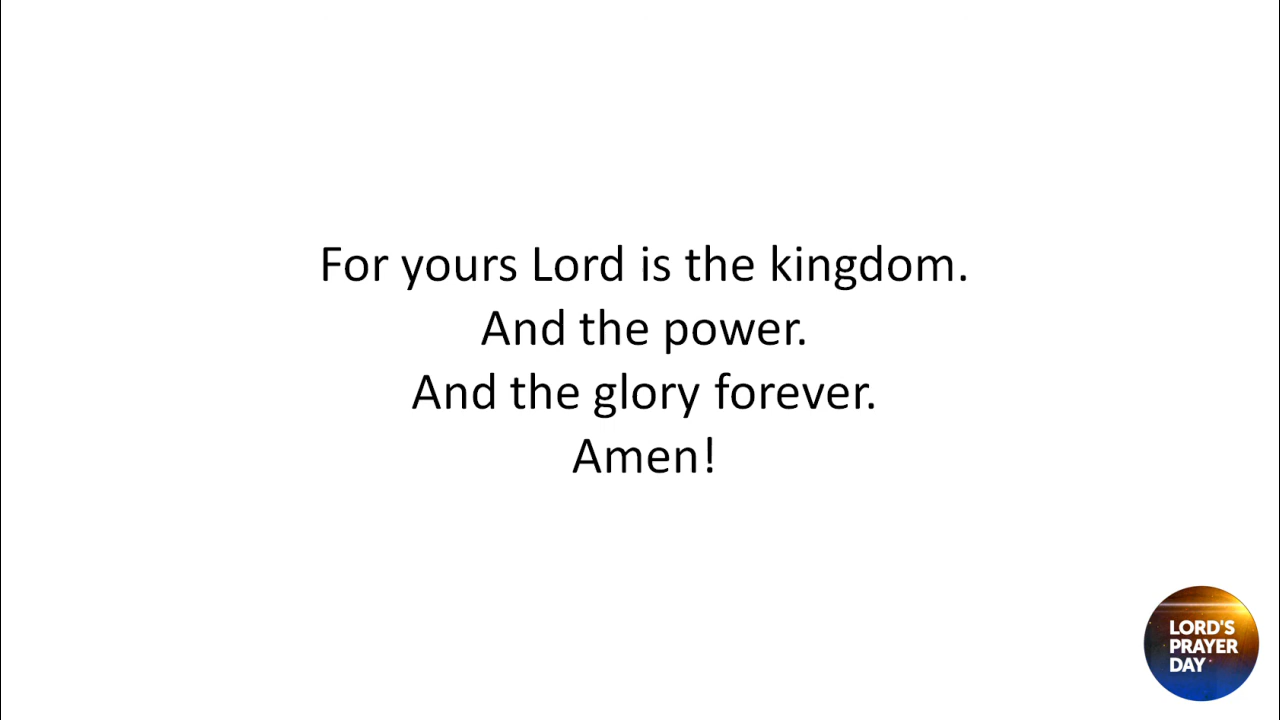 For yours Lord is the kingdom.
And the power.
And the glory forever.
Amen!
LORD'S
PRAYER
DAY